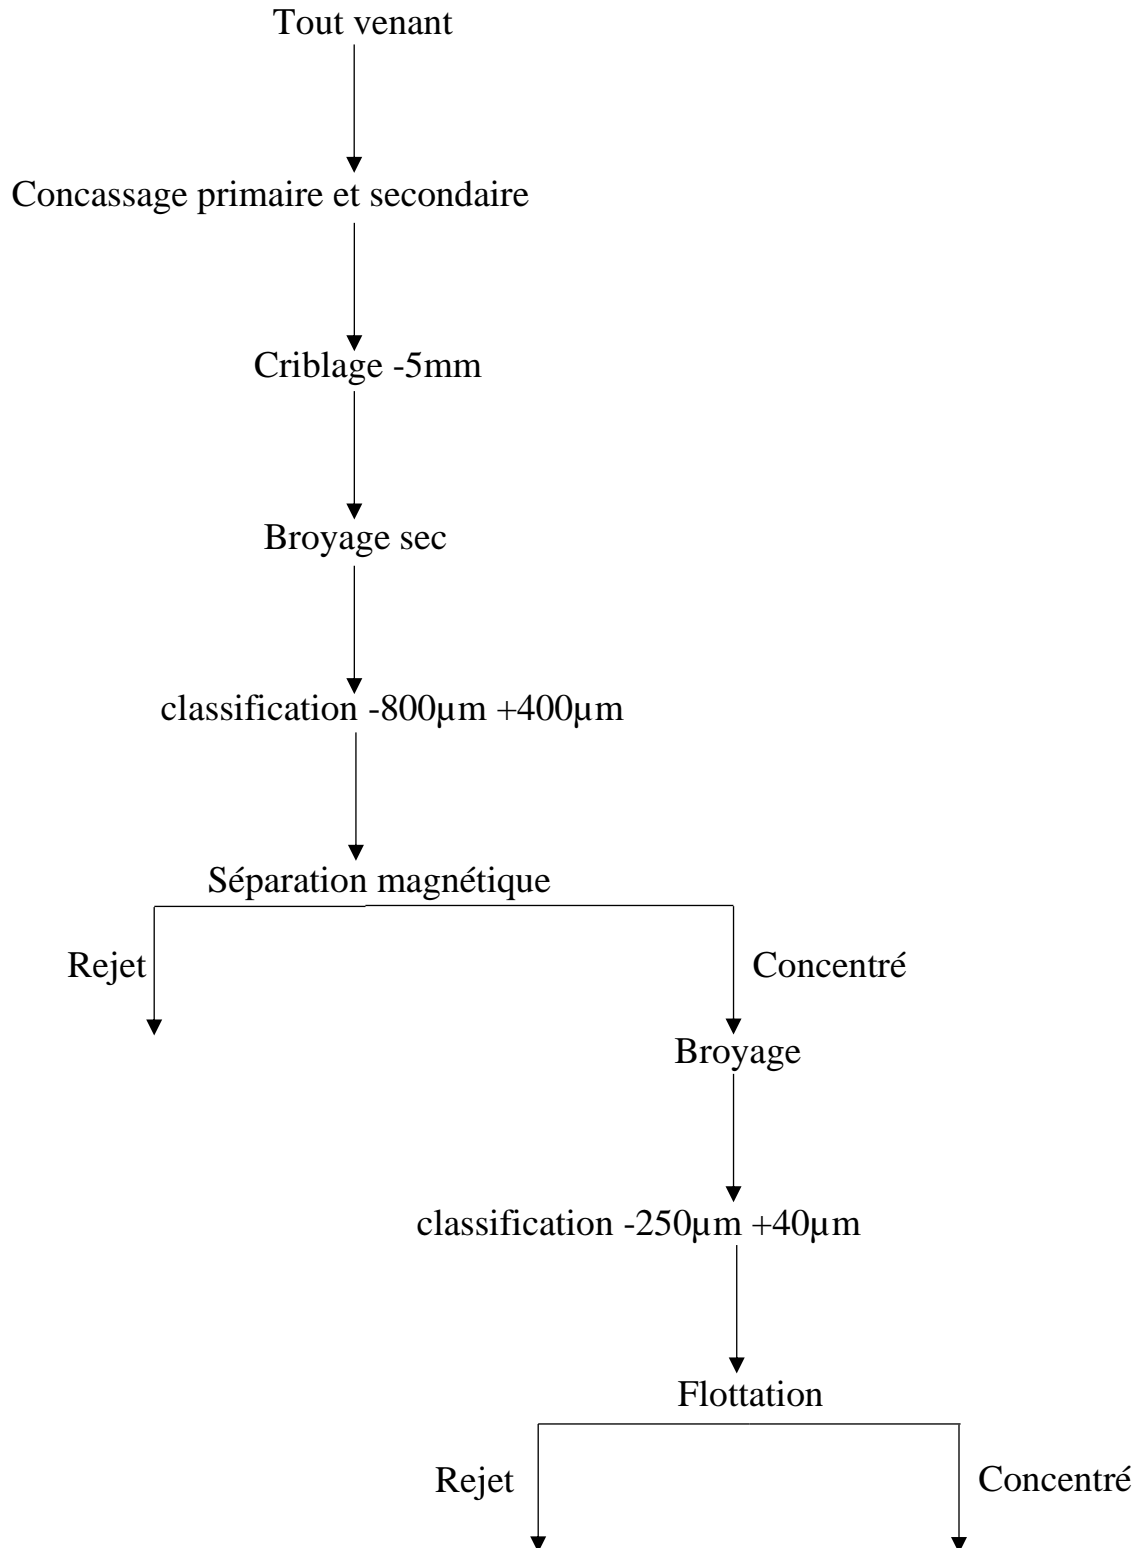 Tout venant
Concassage primaire et secondaire
Criblage -5mm
Broyage sec
classification -800µm +400µm
Séparation magnétique
Rejet
Concentré
Broyage
classification -250µm +40µm
Flottation
Rejet
Concentré